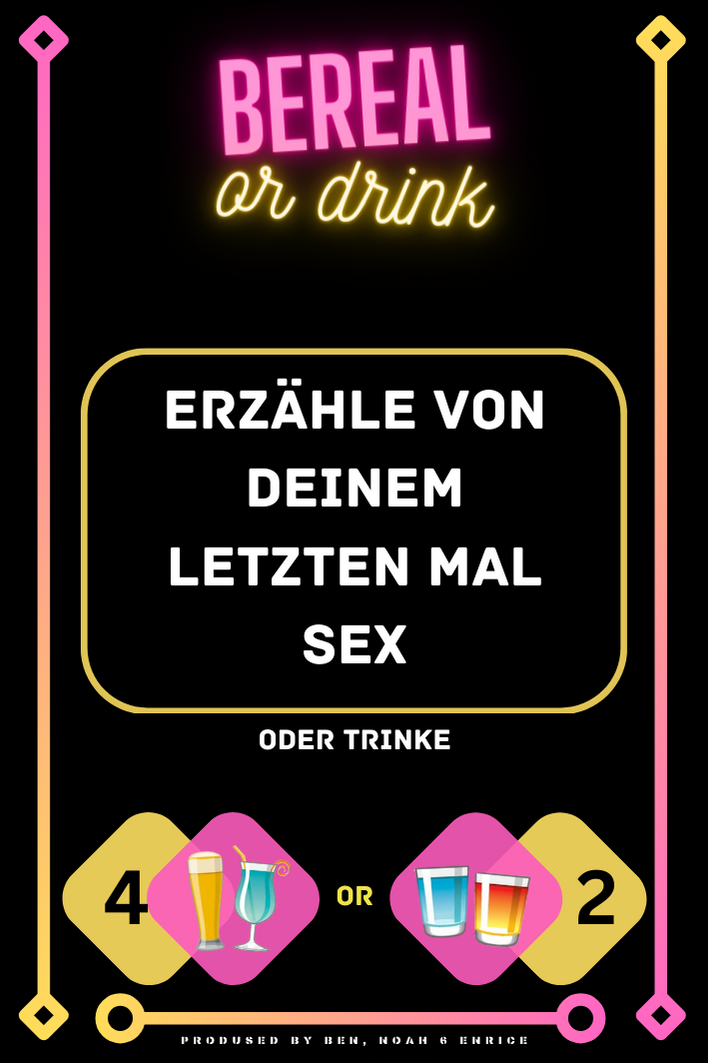 BEREAL
or drink
ERZÄHLE VON
DEINEM
LETZTEN MAL
SEX
ODER TRINKE
4 OR 2
PRODUSED BY BEN, NOAH 6 ENRICE